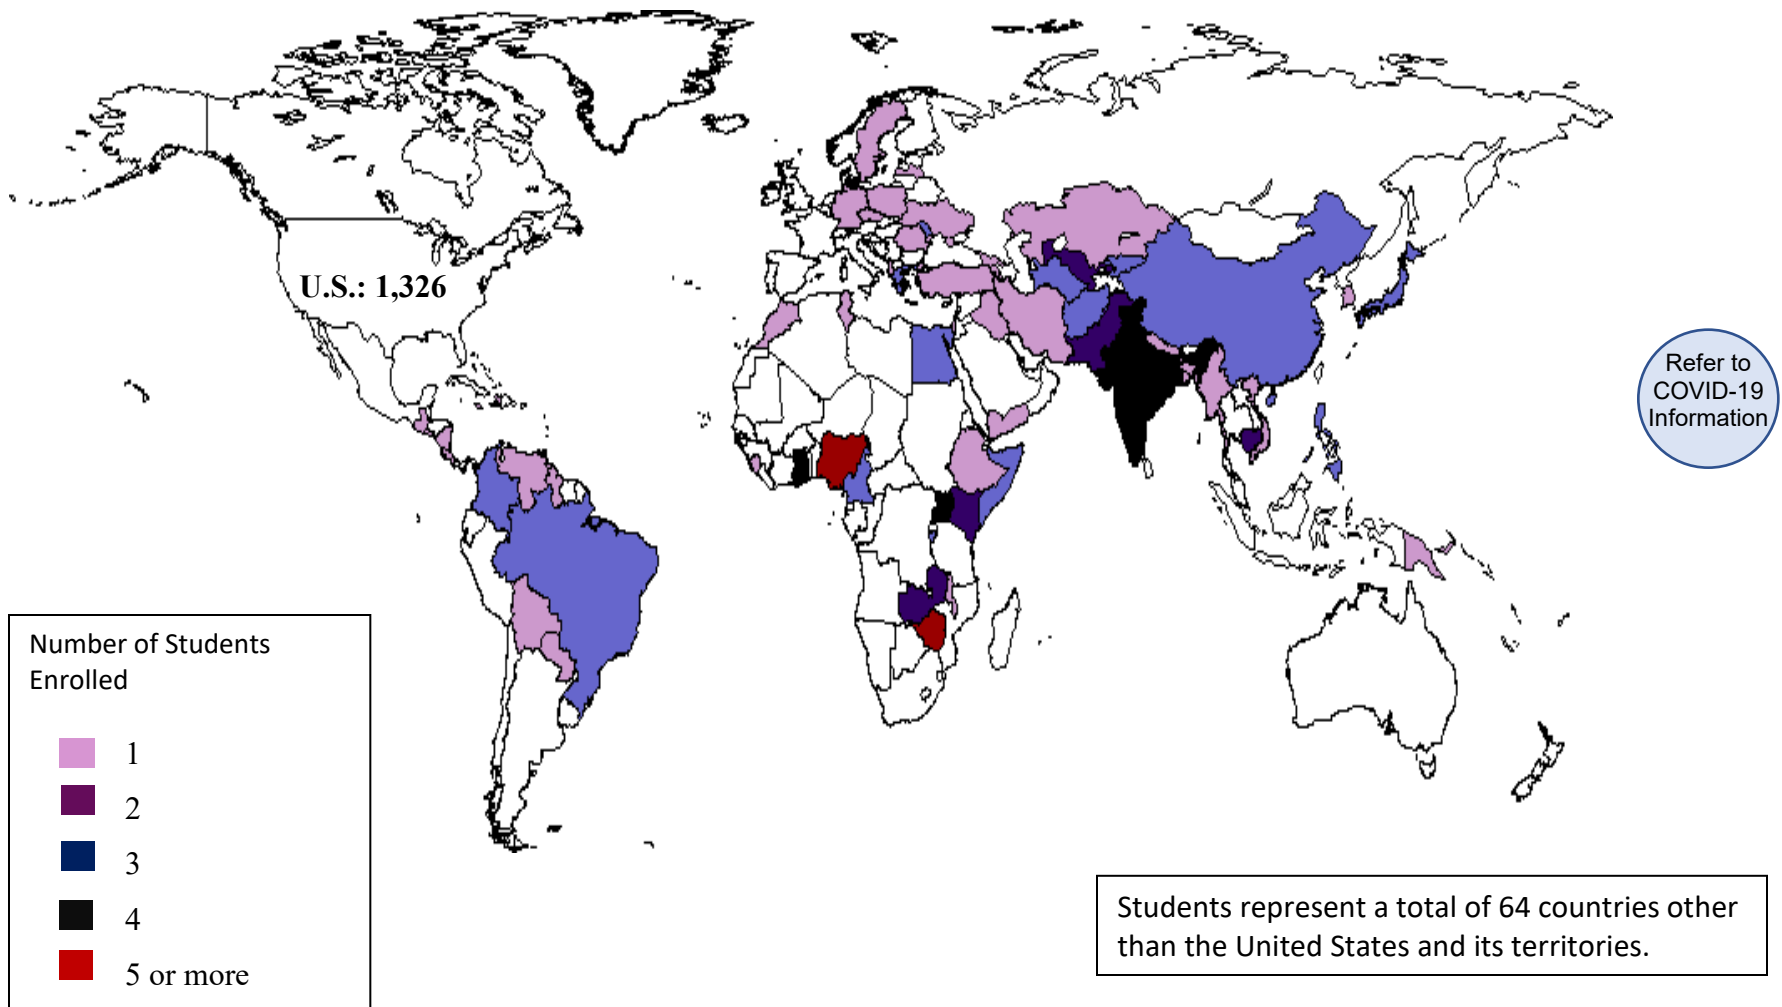 U.S.: 1,326
Refer to
COVID-19
Information
Number of Students
Enrolled
1
2
3
4
5 or more
Students represent a total of 64 countries other
than the United States and its territories.